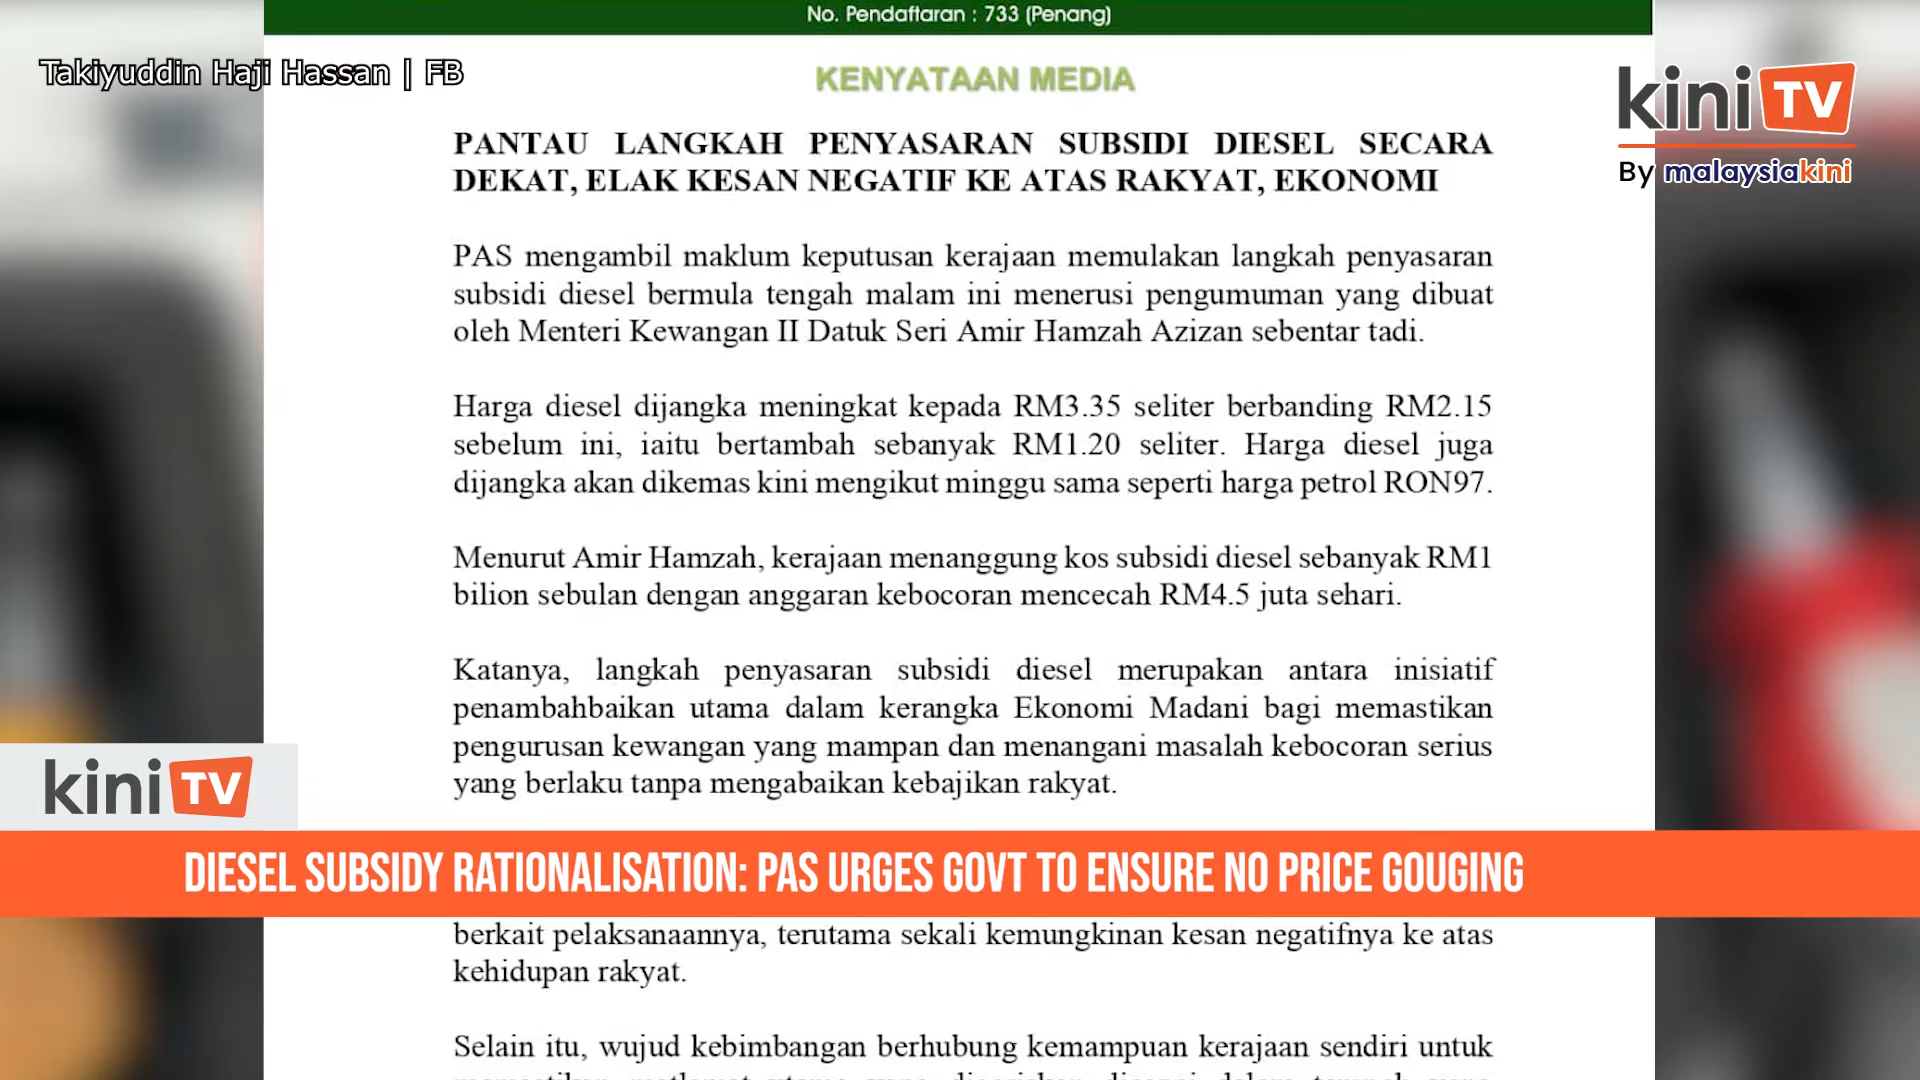 No. Pendaftaran : 733 (Penang)
Takiyuddin Haji Hassan | FB
KENYATAAN MEDIA
kini TV
By malaysiakini
PANTAU LANGKAH PENYASARAN SUBSIDI DIESEL SECARA
DEKAT, ELAK KESAN NEGATIF KE ATAS RAKYAT, EKONOMI
PAS mengambil maklum keputusan kerajaan memulakan langkah penyasaran
subsidi diesel bermula tengah malam ini menerusi pengumuman yang dibuat
oleh Menteri Kewangan II Datuk Seri Amir Hamzah Azizan sebentar tadi.
Harga diesel dijangka meningkat kepada RM3.35 seliter berbanding RM2.15
sebelum ini, iaitu bertambah sebanyak RM1.20 seliter. Harga diesel juga
dijangka akan dikemas kini mengikut minggu sama seperti harga petrol RON97.
Menurut Amir Hamzah, kerajaan menanggung kos subsidi diesel sebanyak RM1
bilion sebulan dengan anggaran kebocoran mencecah RM4.5 juta sehari.
Katanya, langkah penyasaran subsidi diesel merupakan antara inisiatif
penambahbaikan utama dalam kerangka Ekonomi Madani bagi memastikan
pengurusan kewangan yang mampan dan menangani masalah kebocoran serius
yang berlaku tanpa mengabaikan kebajikan rakyat.
kini TV
DIESEL SUBSIDY RATIONALISATION: PAS URGES GOVT TO ENSURE NO PRICE GOUGING
berkait pelaksanaannya, terutama sekali kemungkinan kesan negatifnya ke atas
kehidupan rakyat.
Selain itu, wujud kebimbangan berhubung kemampuan kerajaan sendiri untuk